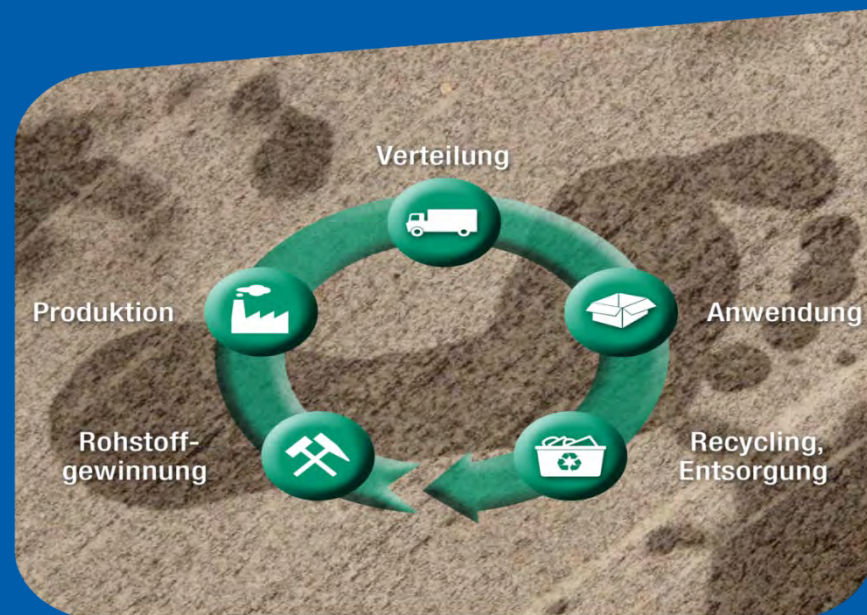 Verteilung
Produktion
Anwendung
Rohstoff-
gewinnung
Recycling,
Entsorgung